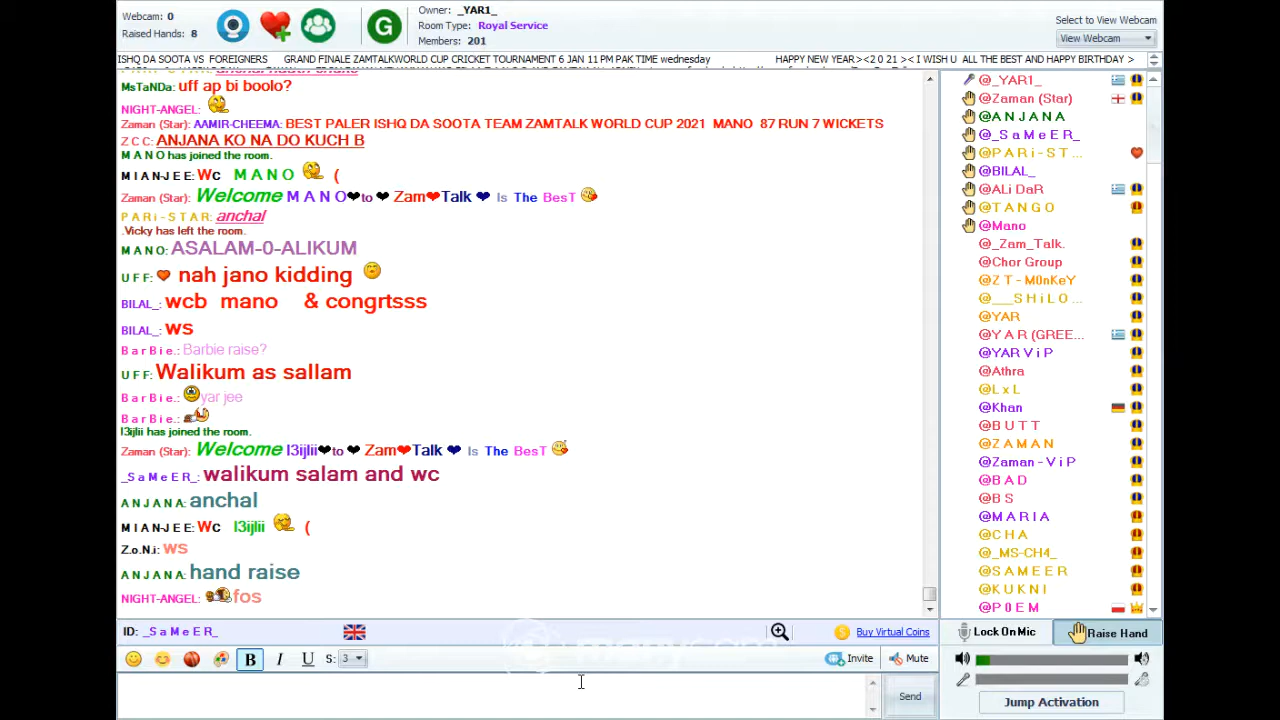 Webcam: 0
Raised Hands: 8
G
Owner: _YAR1_
Room Type: Royal Service
Members: 201
Select to View Webcam
View Webcam
ISHQ DA SOOTA VS FOREIGNERS GRAND FINALE ZAMTALKWORLD CUP CRICKET TOURNAMENT 6 JAN 11 PM PAK TIME wednesday HAPPY NEW YEAR><2 0 21 >< I WISH U ALL THE BEST AND HAPPY BIRTHDAY >
MsTaNDa: uff ap bi boolo?
NIGHT-ANGEL:
Zaman (Star): AAMIR-CHEEMA: BEST PALER ISHQ DA SOOTA TEAM ZAMTALK WORLD CUP 2021 MANO 87 RUN 7 WICKETS
Z C C: ANJANA KO NA DO KUCH B
M A N O has joined the room.
M I A N-JEE: Wc M A N O (
Zaman (Star): Welcome M A N O❤to ❤ Zam❤Talk ❤ Is The BesT
P A R i - S T A R: anchal
.Vicky has left the room.
M A N O: ASALAM-0-ALIKUM
U F F: nah jano kidding
BILAL_: wcb mano & congrtsss
BILAL_: ws
B a r B i e .: Barbie raise?
U F F: Walikum as sallam
B a r B i e .: yar jee
B a r B i e .:
l3ijlii has joined the room.
Zaman (Star): Welcome l3ijlii❤to ❤ Zam❤Talk ❤ Is The BesT
_S a M e E R_: walikum salam and wc
A N J A N A: anchal
M I A N-JEE: Wc l3ijlii (
Z.o.N.i: ws
A N J A N A: hand raise
NIGHT-ANGEL: fos
@_YAR1_
@Zaman (Star)
@A N J A N A
@_S a M e E R_
@P A R i - S T ...
@BILAL_
@ALi DaR
@T A N G O
@Mano
@_Zam_Talk.
@Chor Group
@Z T - M0nKeY
@___S H i L O ...
@YAR
@Y A R (GREE...
@YAR V i P
@Athra
@L x L
@Khan
@B U T T
@Z A M A N
@Zaman - V i P
@B A D
@B S
@M A R I A
@C H A
@_MS-CH4_
@S A M E E R
@K U K N I
@P 0 E M
ID: _S a M e E R_
Buy Virtual Coins
Lock On Mic
Raise Hand
B I U S: 3
Invite
Mute
Send
Jump Activation